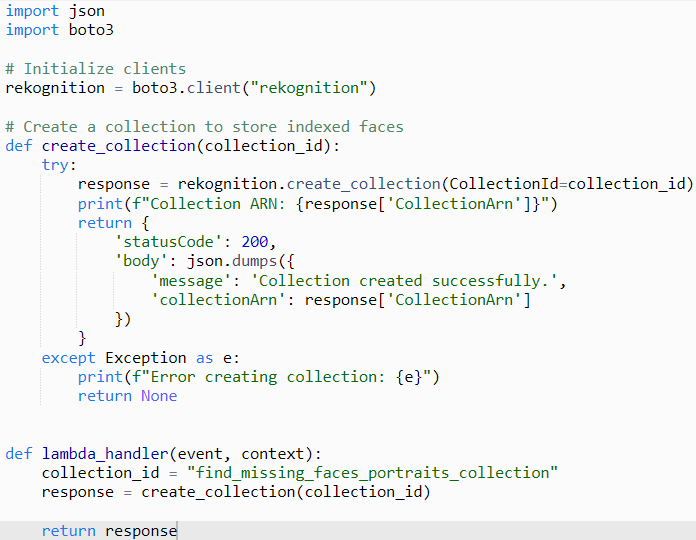 import json
import boto3

# Initialize clients
rekognition = boto3.client("rekognition")

# Create a collection to store indexed faces
def create_collection(collection_id):
    try:
        response = rekognition.create_collection(CollectionId=collection_id)
        print(f"Collection ARN: {response['CollectionArn']}")
        return {
            'statusCode': 200,
            'body': json.dumps({
                'message': 'Collection created successfully.',
                'collectionArn': response['CollectionArn']
            })
        }
    except Exception as e:
        print(f"Error creating collection: {e}")
        return None


def lambda_handler(event, context):
    collection_id = "find_missing_faces_portraits_collection"
    response = create_collection(collection_id)

    return response